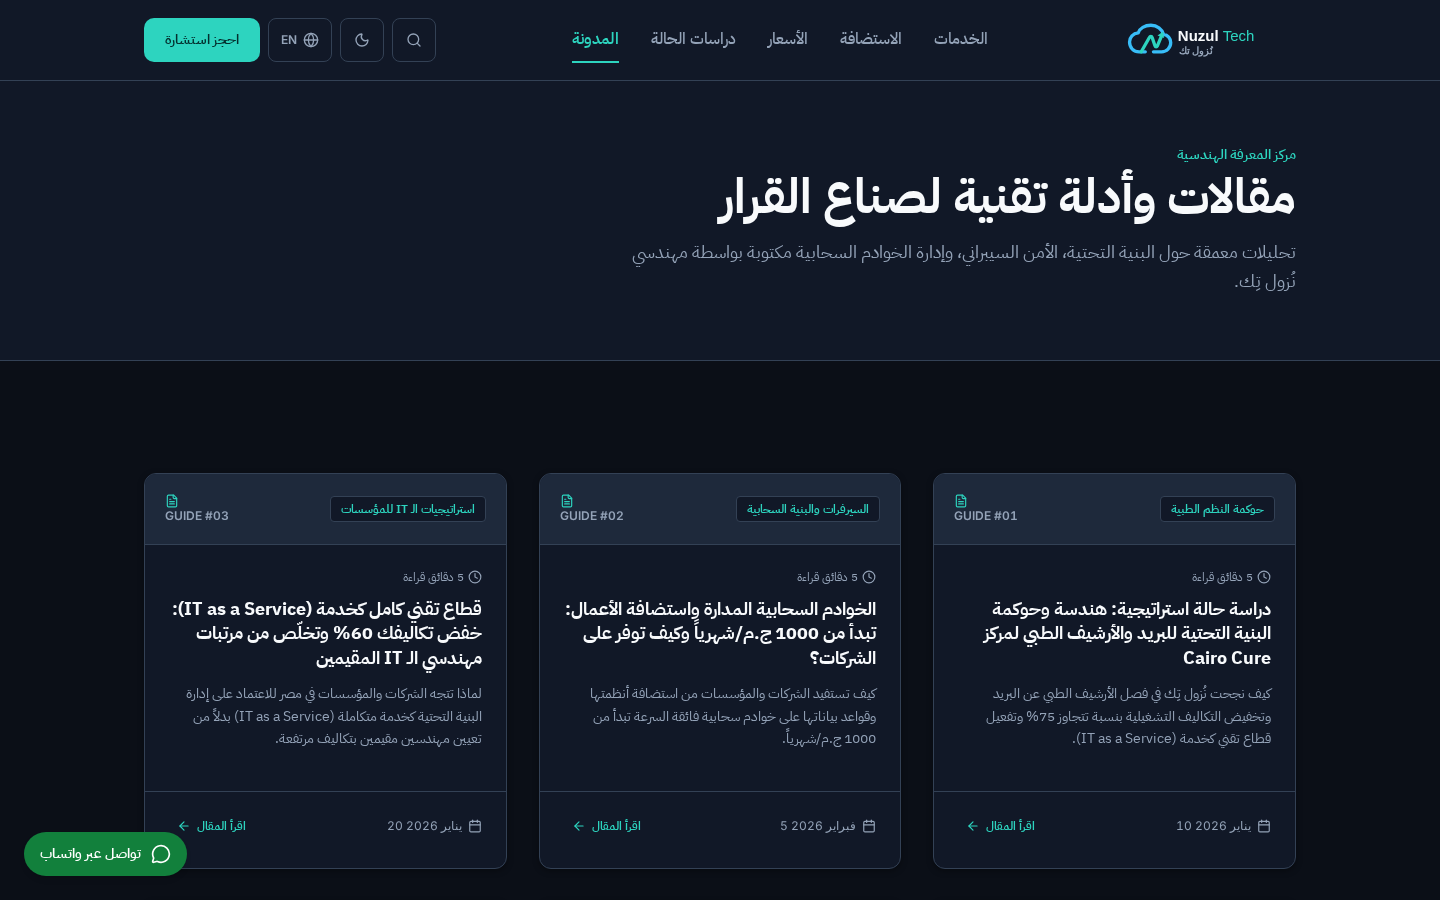 Nuzul Tech
نُزول تك
الخدمات
الاستضافة
الأسعار
دراسات الحالة
المدونة
EN
احجز استشارة
مركز المعرفة الهندسية
مقالات وأدلة تقنية لصناع القرار
تحليلات معمقة حول البنية التحتية، الأمن السيبراني، وإدارة الخوادم السحابية مكتوبة بواسطة مهندسي
نُزول تِك.
حوكمة النظم الطبية
GUIDE #01
5 دقائق قراءة
دراسة حالة استراتيجية: هندسة وحوكمة
البنية التحتية للبريد والأرشيف الطبي لمركز
Cairo Cure
كيف نجحت نُزول تِك في فصل الأرشيف الطبي عن البريد
وتخفيض التكاليف التشغيلية بنسبة تتجاوز 75% وتفعيل
قطاع تقني كخدمة (IT as a Service).
10 يناير 2026
اقرأ المقال
السيرفرات والبنية السحابية
GUIDE #02
5 دقائق قراءة
الخوادم السحابية المدارة واستضافة الأعمال:
تبدأ من 1000 ج.م/شهرياً وكيف توفر على
الشركات؟
كيف تستفيد الشركات والمؤسسات من استضافة أنظمتها
وقواعد بياناتها على خوادم سحابية فائقة السرعة تبدأ من
1000 ج.م/شهرياً.
5 فبراير 2026
اقرأ المقال
استراتيجيات الـ IT للمؤسسات
GUIDE #03
5 دقائق قراءة
قطاع تقني كامل كخدمة (IT as a Service):
خفض تكاليفك 60% وتخلّص من مرتبات
مهندسي الـ IT المقيمين
لماذا تتجه الشركات والمؤسسات في مصر للاعتماد على إدارة
البنية التحتية كخدمة متكاملة (IT as a Service) بدلاً من
تعيين مهندسين مقيمين بتكاليف مرتفعة.
20 يناير 2026
اقرأ المقال
تواصل عبر واتساب